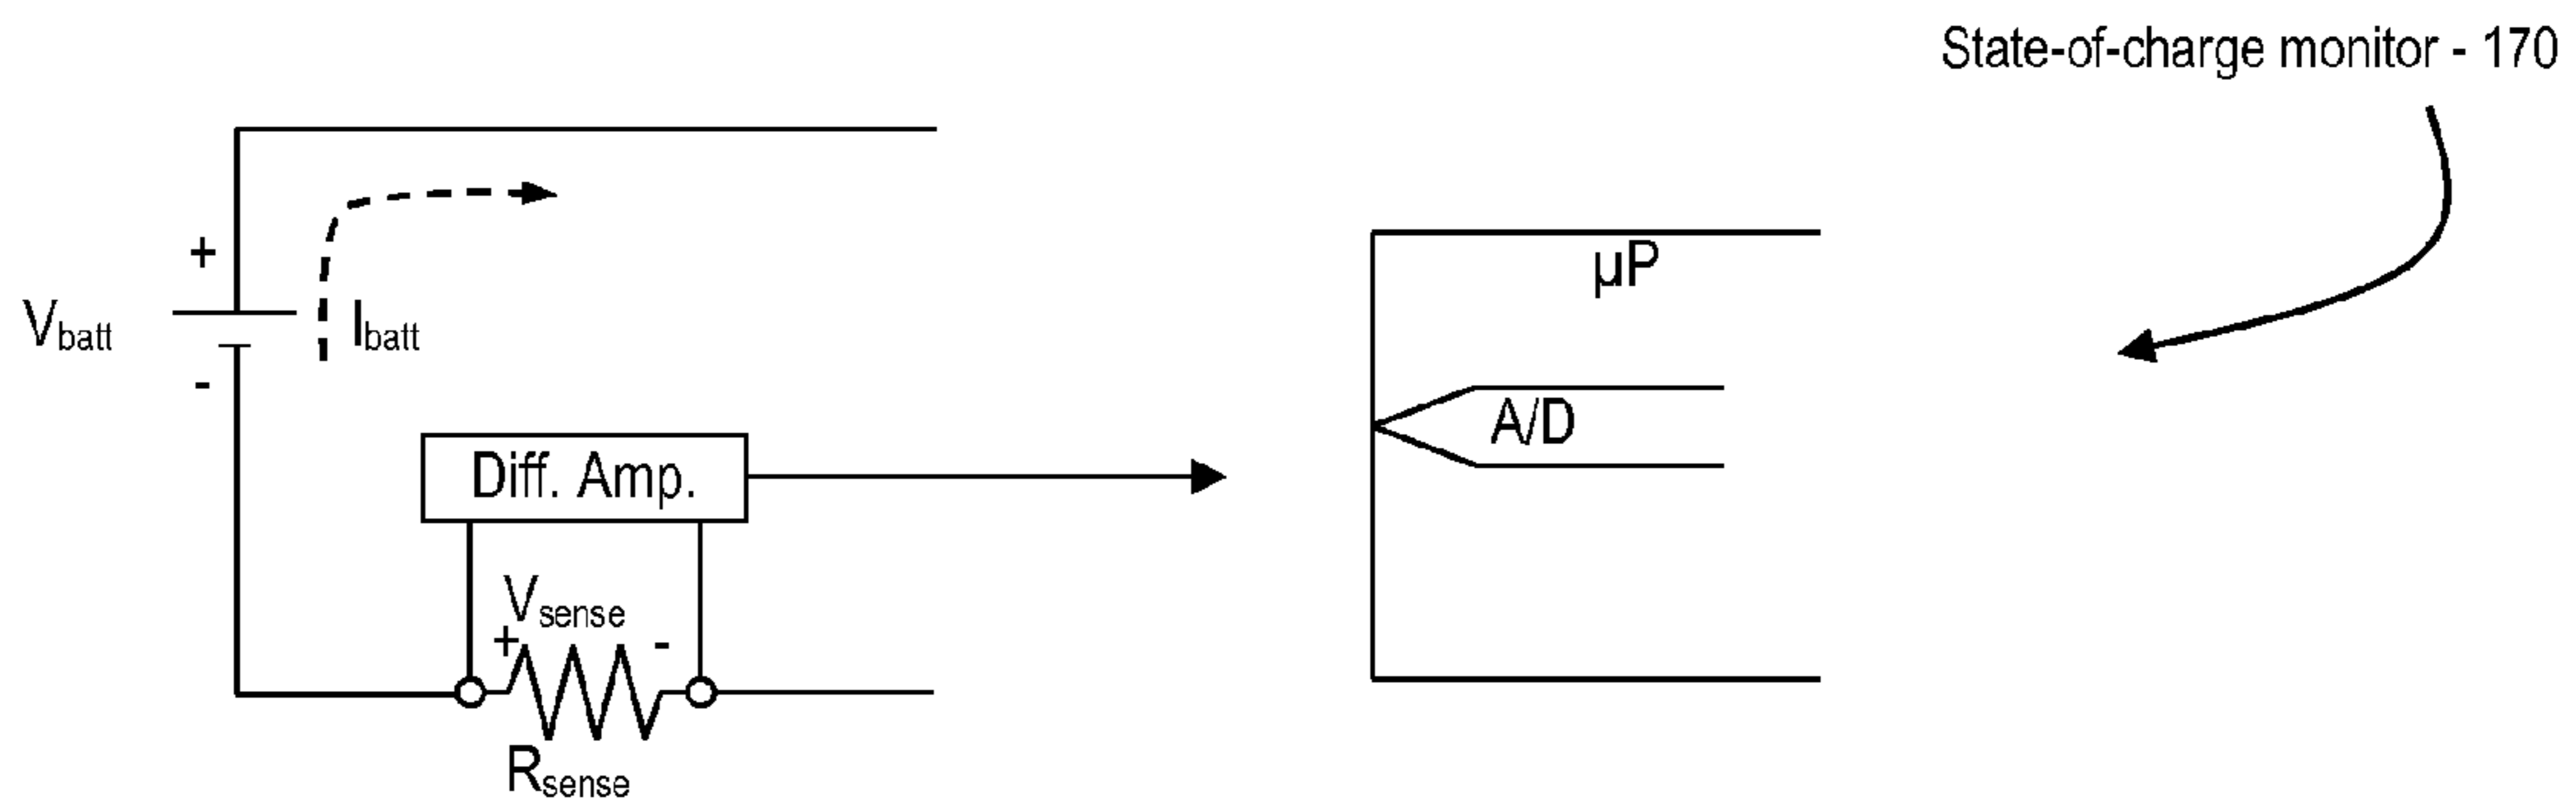 State-of-charge monitor - 170
+
µP
Vbatt
Ibatt
-
A/D
Diff. Amp.
Vsense
+
-
Rsense